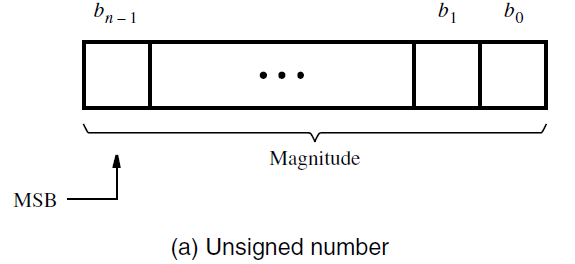 b_{n-1} b_1 b_0
...
Magnitude
MSB
(a) Unsigned number